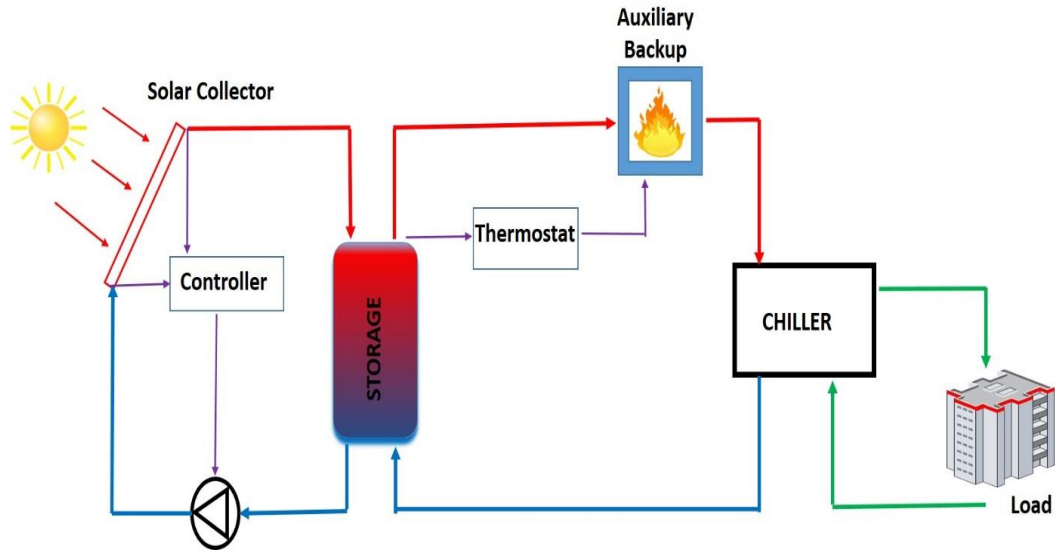 Auxiliary
Backup
Solar Collector
Thermostat
Controller
STORAGE
CHILLER
Load